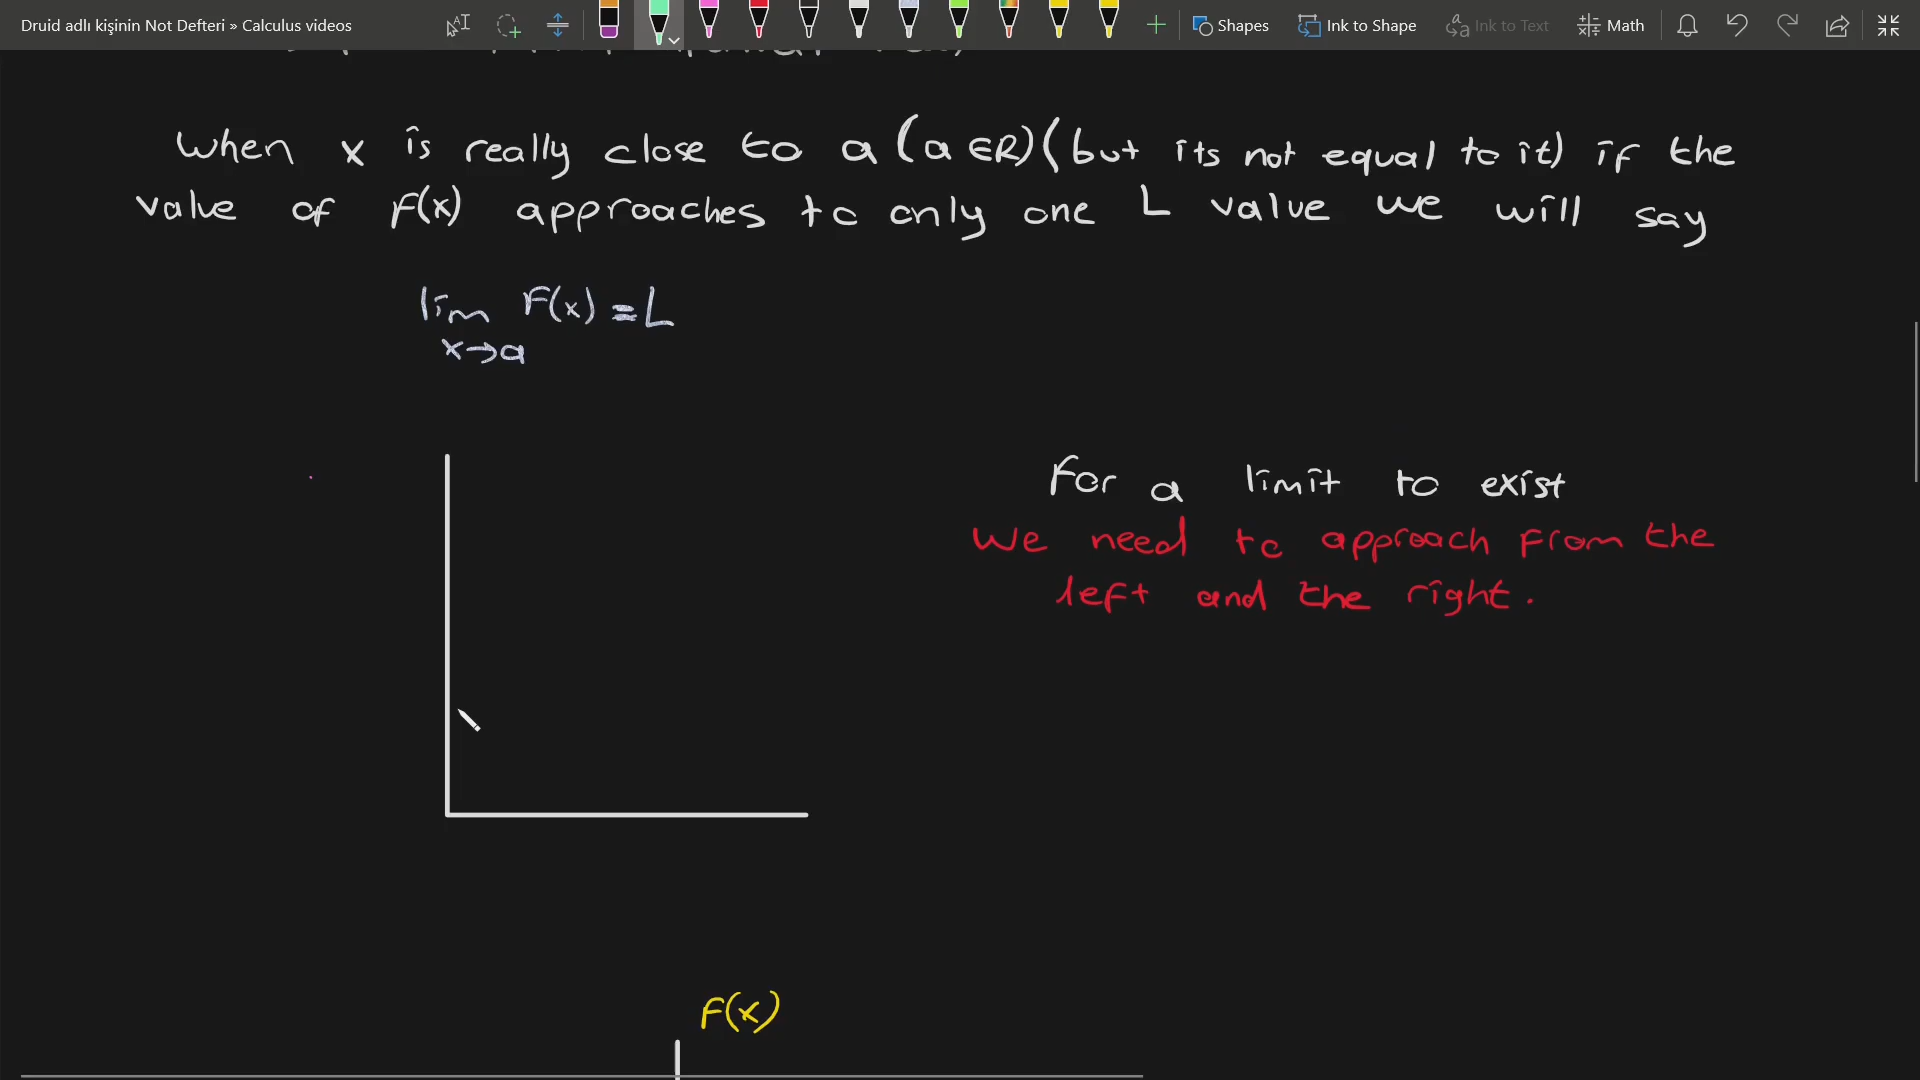 Druid adlı kişinin Not Defteri » Calculus videos
Shapes Ink to Shape Ink to Text Math
When x is really close to a (a ∈ R) (but its not equal to it) if the
value of F(x) approaches to only one L value we will say
lim F(x) = L
x→a
For a limit to exist
We need to approach from the
left and the right.
F(x)